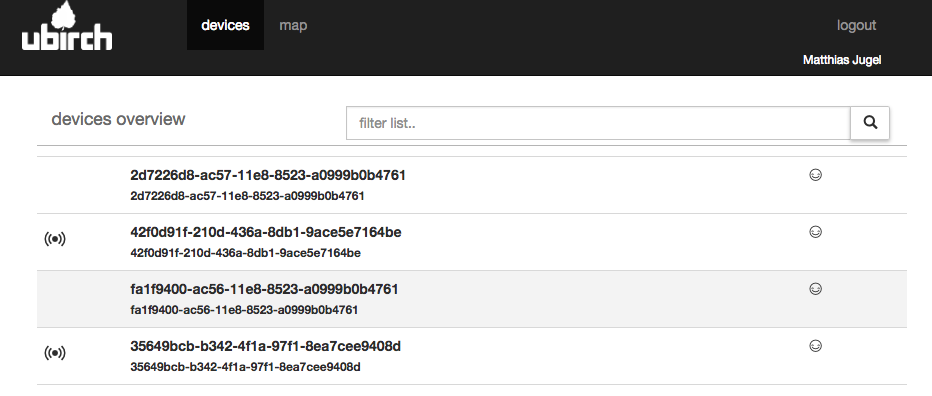 ubirch
devices
map
logout
Matthias Jugel
devices overview
filter list..
2d7226d8-ac57-11e8-8523-a0999b0b4761
2d7226d8-ac57-11e8-8523-a0999b0b4761
42f0d91f-210d-436a-8db1-9ace5e7164be
42f0d91f-210d-436a-8db1-9ace5e7164be
fa1f9400-ac56-11e8-8523-a0999b0b4761
fa1f9400-ac56-11e8-8523-a0999b0b4761
35649bcb-b342-4f1a-97f1-8ea7cee9408d
35649bcb-b342-4f1a-97f1-8ea7cee9408d